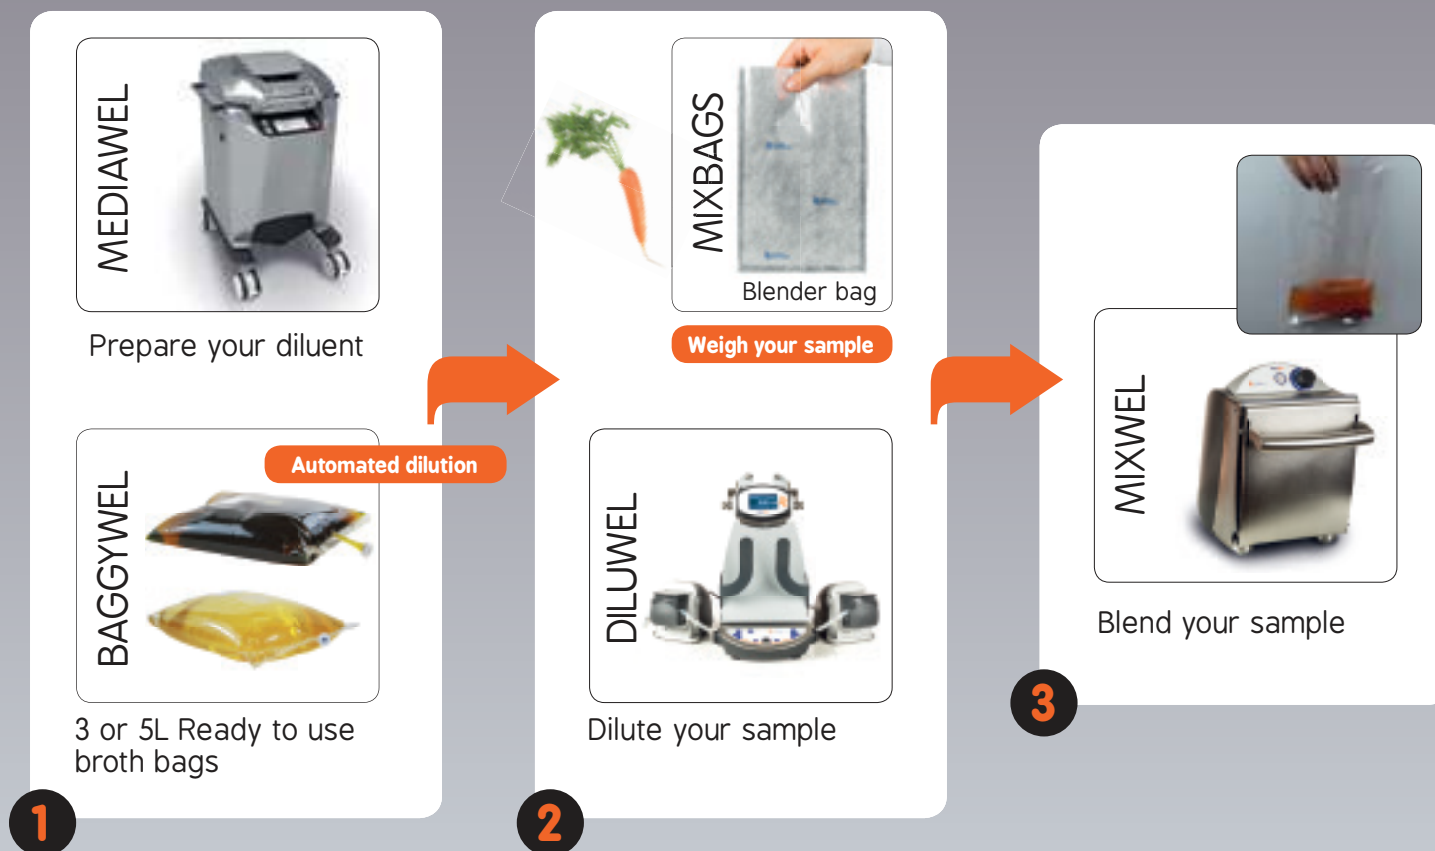 MEDIAWEL
Prepare your diluent
BAGGYWEL
Automated dilution
3 or 5L Ready to use
broth bags
1
MIXBAGS
Blender bag
Weigh your sample
DILUWEL
Dilute your sample
2
MIXWEL
Blend your sample
3